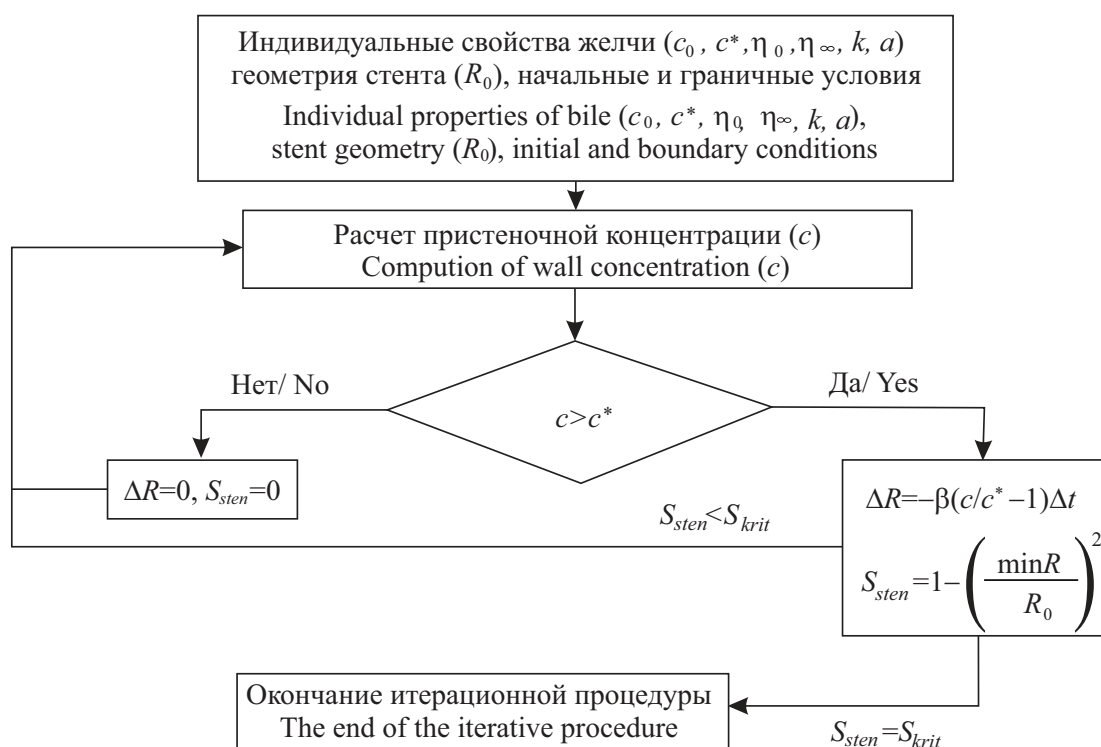 Индивидуальные свойства желчи (c₀, c*,η₀,η∞, k, a)
геометрия стента (R₀), начальные и граничные условия
Individual properties of bile (c₀, c*, η₀, η∞, k, a),
stent geometry (R₀), initial and boundary conditions
Расчет пристеночной концентрации (c)
Compution of wall concentration (c)
Нет/ No
Да/ Yes
c>c*
ΔR=0, S_sten=0
S_sten<S_krit
ΔR=−β(c/c*−1)Δt
S_sten=1−(minR/R₀)²
Окончание итерационной процедуры
The end of the iterative procedure
S_sten=S_krit